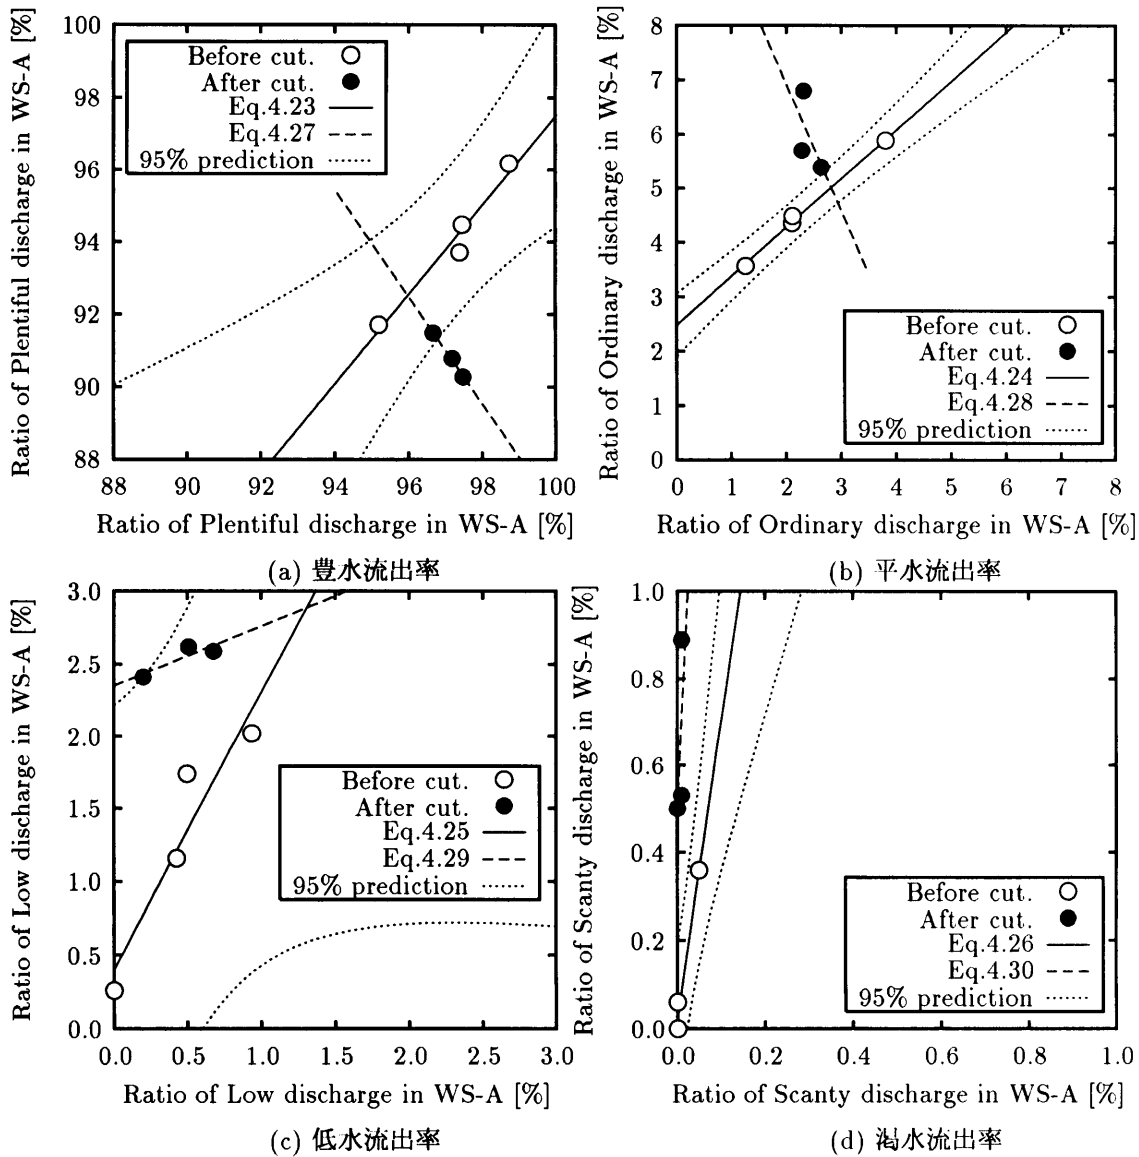 Ratio of Plentiful discharge in WS-A [%]
100
98
96
94
92
90
88
Before cut.
After cut.
Eq.4.23
Eq.4.27
95% prediction
88 90 92 94 96 98 100
Ratio of Plentiful discharge in WS-A [%]
(a) 豊水流出率
Ratio of Ordinary discharge in WS-A [%]
8
7
6
5
4
3
2
1
0
Before cut.
After cut.
Eq.4.24
Eq.4.28
95% prediction
0 1 2 3 4 5 6 7 8
Ratio of Ordinary discharge in WS-A [%]
(b) 平水流出率
Ratio of Low discharge in WS-A [%]
3.0
2.5
2.0
1.5
1.0
0.5
0.0
Before cut.
After cut.
Eq.4.25
Eq.4.29
95% prediction
0.0 0.5 1.0 1.5 2.0 2.5 3.0
Ratio of Low discharge in WS-A [%]
(c) 低水流出率
Ratio of Scanty discharge in WS-A [%]
1.0
0.8
0.6
0.4
0.2
0.0
Before cut.
After cut.
Eq.4.26
Eq.4.30
95% prediction
0.0 0.2 0.4 0.6 0.8 1.0
Ratio of Scanty discharge in WS-A [%]
(d) 渇水流出率